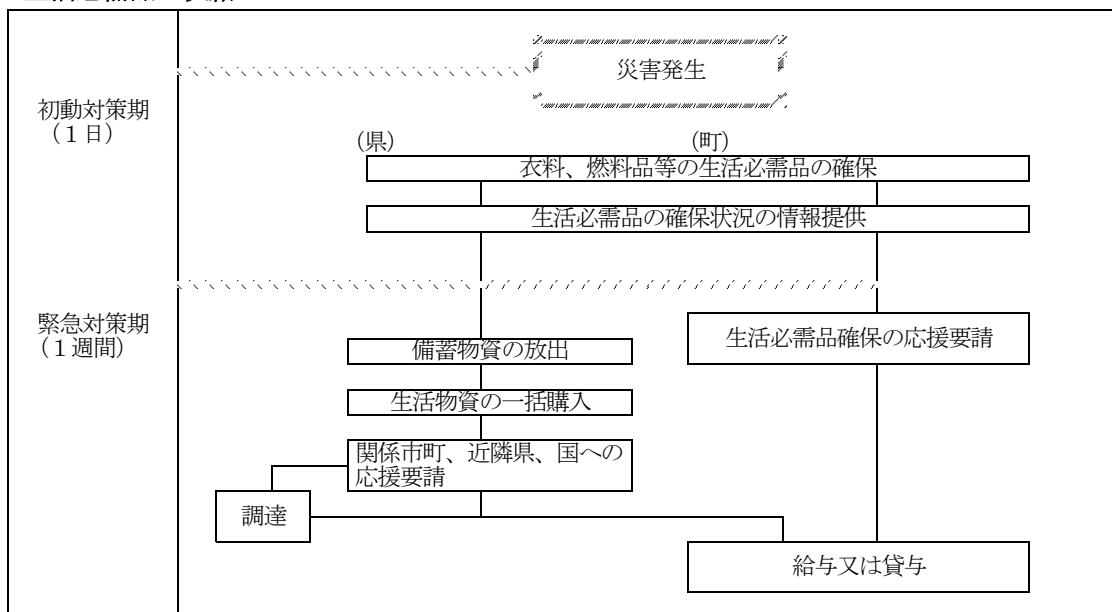 災害発生
初動対策期
（１日）
（県）
（町）
衣料、燃料品等の生活必需品の確保
生活必需品の確保状況の情報提供
緊急対策期
（１週間）
生活必需品確保の応援要請
備蓄物資の放出
生活物資の一括購入
関係市町、近隣県、国への
応援要請
調達
給与又は貸与